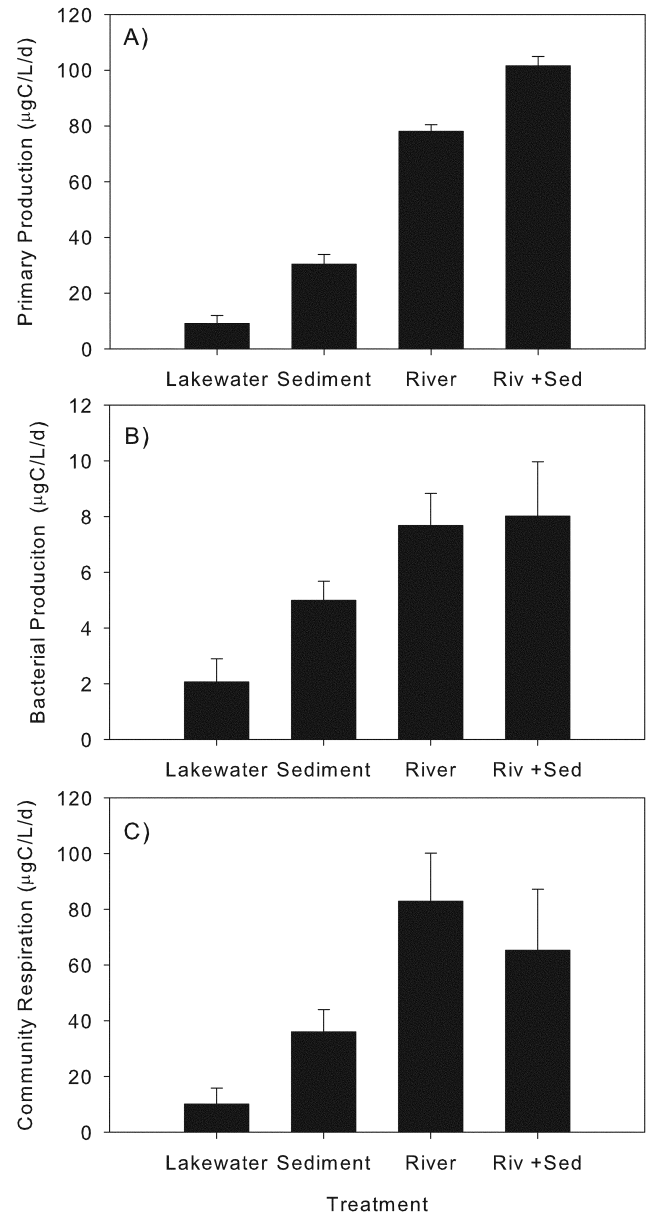 A)
Primary Production (μgC/L/d)
120
100
80
60
40
20
0
Lakewater Sediment River Riv +Sed
B)
Bacterial Produciton (μgC/L/d)
12
10
8
6
4
2
0
Lakewater Sediment River Riv +Sed
C)
Community Respiration (μgC/L/d)
120
100
80
60
40
20
0
Lakewater Sediment River Riv +Sed
Treatment